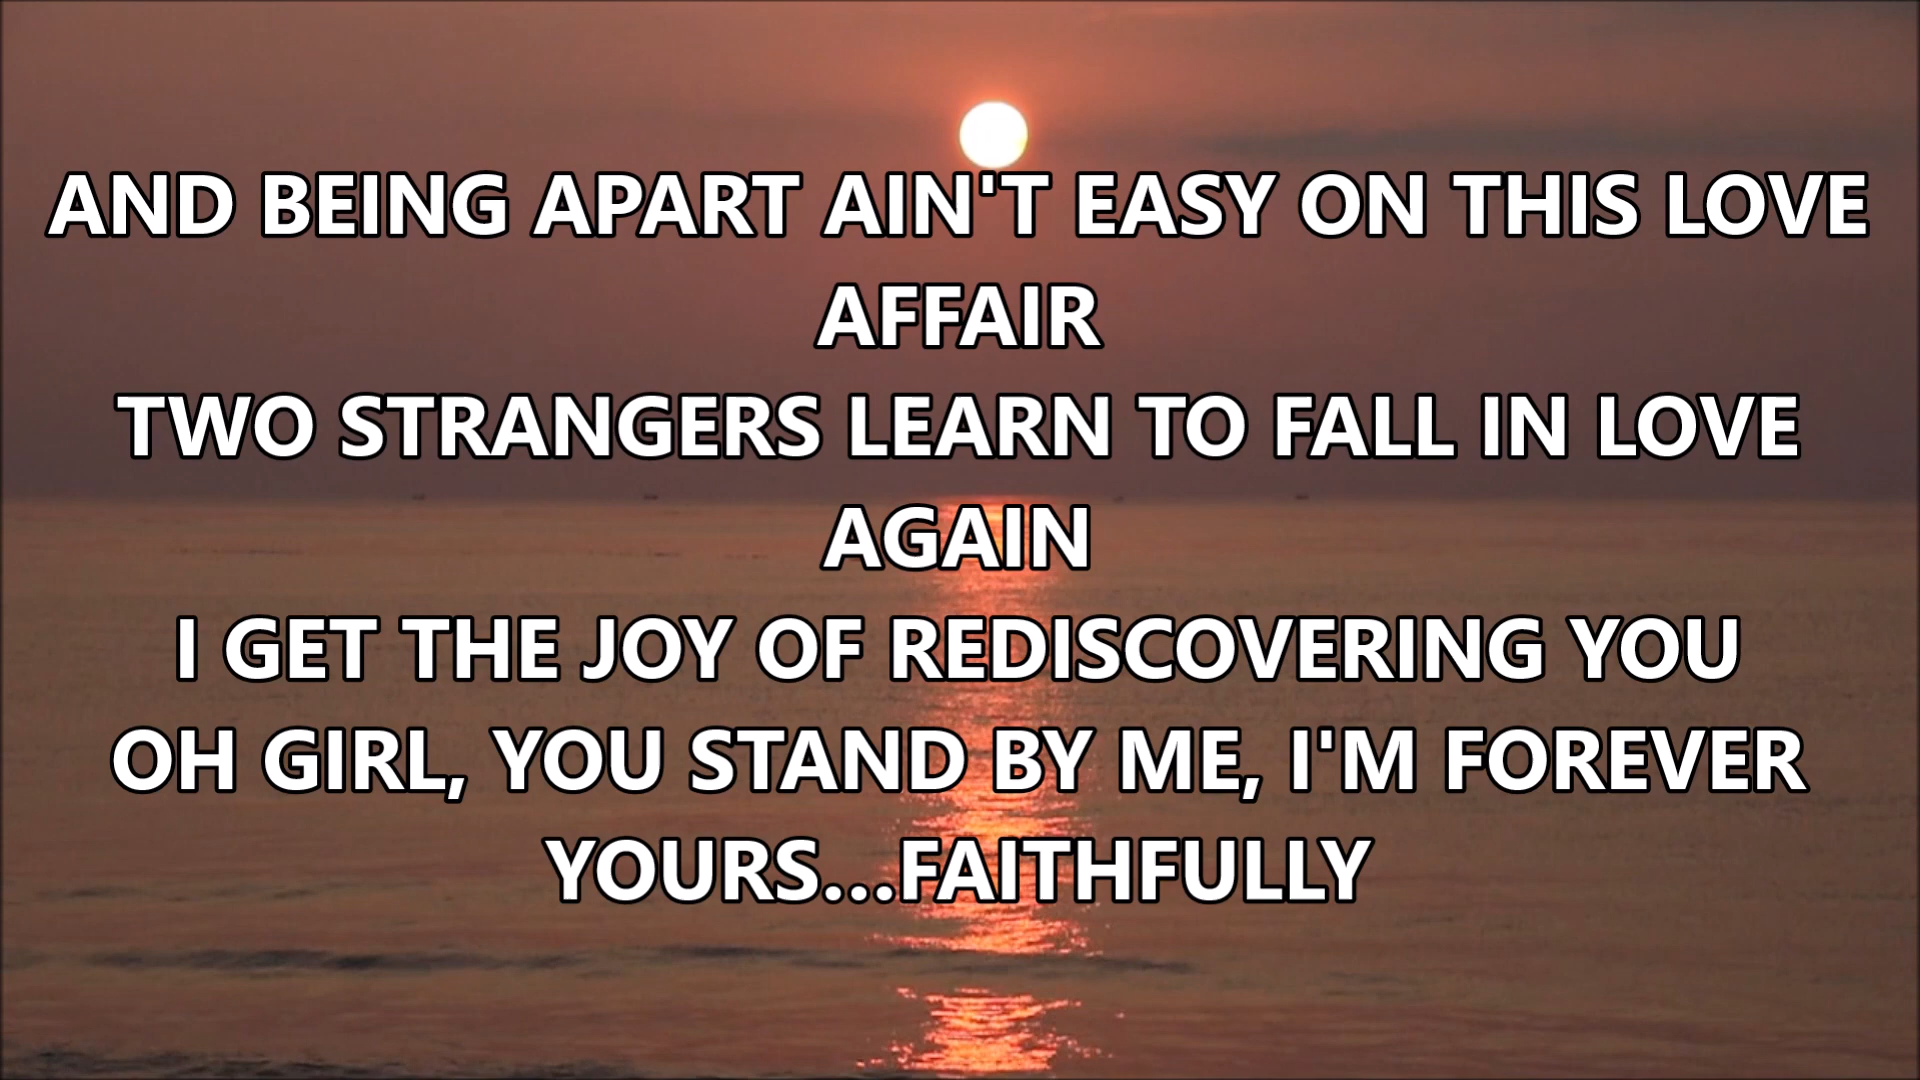 AND BEING APART AIN'T EASY ON THIS LOVE
AFFAIR
TWO STRANGERS LEARN TO FALL IN LOVE
AGAIN
I GET THE JOY OF REDISCOVERING YOU
OH GIRL, YOU STAND BY ME, I'M FOREVER
YOURS...FAITHFULLY